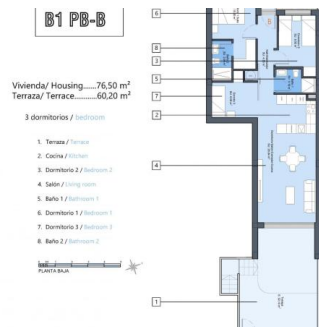 B1 PB-B
Vivienda/ Housing......76,50 m²
Terraza/ Terrace...........60,20 m²
3 dormitorios / bedroom
1. Terraza / Terrace
2. Cocina / Kitchen
3. Dormitorio 2 / Bedroom 2
4. Salón / Living room
5. Baño 1 / Bathroom 1
6. Dormitorio 1 / Bedroom 1
7. Dormitorio 3 / Bedroom 3
8. Baño 2 / Bathroom 2
PLANTA BAJA
6
8
3
5
7
2
4
1